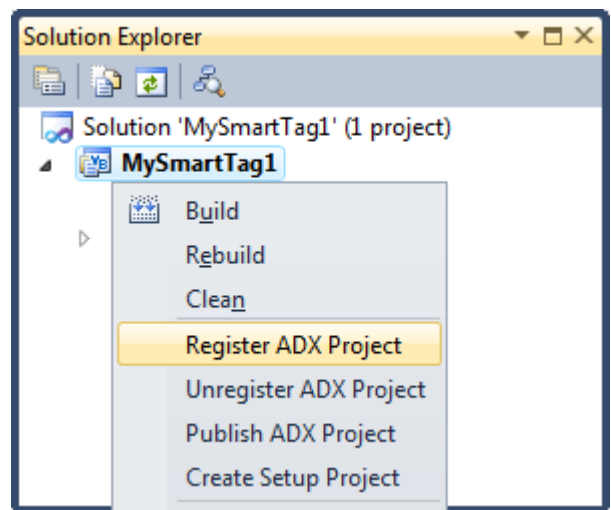 Solution Explorer
Solution 'MySmartTag1' (1 project)
VB MySmartTag1
Build
Rebuild
Clean
Register ADX Project
Unregister ADX Project
Publish ADX Project
Create Setup Project